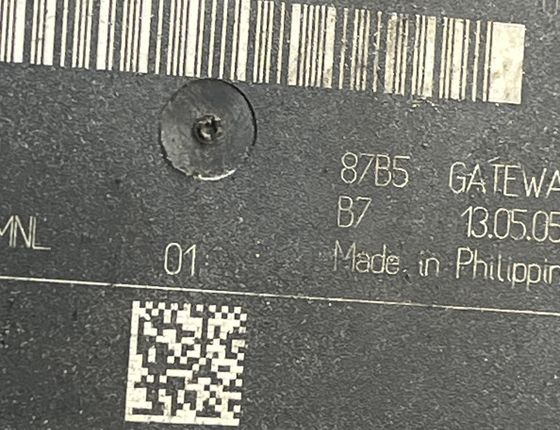 87B5 GATEWA
B7 13.05.05
MNL 01 Made in Philippin